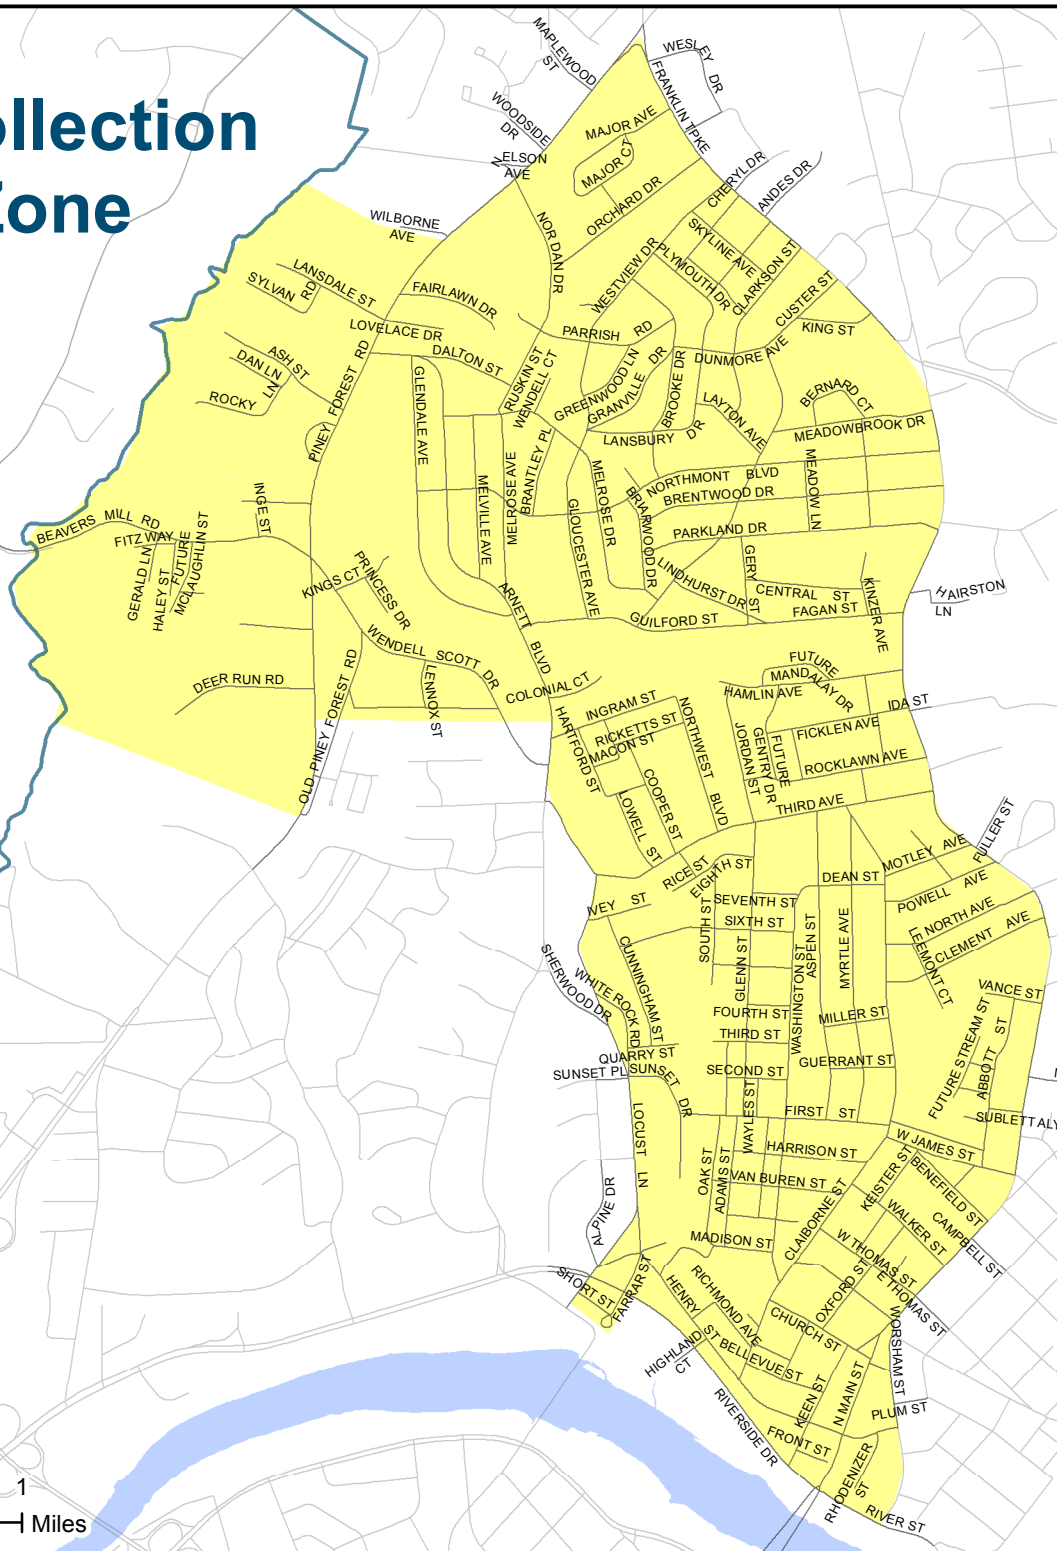 ollection
Zone
MAPLEWOOD
ST
WESLEY DR
FRANKLIN TPKE
WOODSIDE
DR
MAJOR AVE
NELSON
AVE
MAJOR CT
CHERYL DR
ANDES DR
ORCHARD DR
WILBORNE
AVE
NOR DAN DR
SKYLINE AVE
WESTVIEW DR
PLYMOUTH DR
CLARKSON ST
LANSDALE ST
SYLVAN RD
FAIRLAWN DR
CUSTER ST
KING ST
LOVELACE DR
PARRISH RD
DALTON ST
DUNMORE AVE
ASH ST
DAN LN
ROCKY LN
PINEY FOREST RD
GLENDALE AVE
RUSKIN ST
WENDELL CT
GREENWOOD LN
GRANVILLE DR
BROOKE DR
LAYTON AVE
BERNARD CT
MEADOWBROOK DR
LANSBURY DR
BRANTLEY PL
MELROSE AVE
MELVILLE AVE
MELROSE DR
GLOUCESTER AVE
BRIARWOOD DR
NORTHMONT BLVD
BRENTWOOD DR
MEADOW LN
PARKLAND DR
BEAVERS MILL RD
FITZ WAY
INGE ST
GERALD LN
HALEY ST
FUTURE
MCLAUGHLIN ST
KINGS CT
PRINCESS DR
LINDHURST DR
GERY ST
CENTRAL ST
FAGAN ST
KINZER AVE
HAIRSTON
LN
GUILFORD ST
ARNETT BLVD
WENDELL SCOTT DR
DEER RUN RD
OLD PINEY FOREST RD
LENNOX ST
COLONIAL CT
FUTURE
MANDALAY DR
HAMLIN AVE
IDA ST
HARTFORD ST
INGRAM ST
RICKETTS ST
MACON ST
NORTHWEST BLVD
JORDAN ST
GENTRY DR
FUTURE
FICKLEN AVE
ROCKLAWN AVE
COOPER ST
LOWELL ST
THIRD AVE
FULLER ST
MOTLEY AVE
RICE ST
EIGHTH ST
DEAN ST
POWELL AVE
IVEY ST
SEVENTH ST
SIXTH ST
NORTH AVE
CLEMENT AVE
LEEMONT CT
SOUTH ST
GLENN ST
WASHINGTON ST
ASPEN ST
MYRTLE AVE
CUNNINGHAM ST
SHERWOOD DR
WHITE ROCK RD
VANCE ST
FOURTH ST
MILLER ST
THIRD ST
FUTURE STREAM ST
ABBOTT ST
QUARRY ST
SUNSET PL
SUNSET DR
SECOND ST
GUERRANT ST
LOCUST LN
WAYLES ST
FIRST ST
SUBLETT ALY
W JAMES ST
HARRISON ST
OAK ST
ADAMS ST
VAN BUREN ST
KEISTER ST
BENEFIELD ST
ALPINE DR
CLAIBORNE ST
WALKER ST
CAMPBELL ST
MADISON ST
W THOMAS ST
E THOMAS ST
SHORT ST
FARRAR ST
HENRY ST
RICHMOND AVE
OXFORD ST
CHURCH ST
WORSHAM ST
HIGHLAND
CT
BELLEVUE ST
KEEN ST
N MAIN ST
PLUM ST
RIVERSIDE DR
FRONT ST
RHODENIZER
ST
RIVER ST
1
Miles